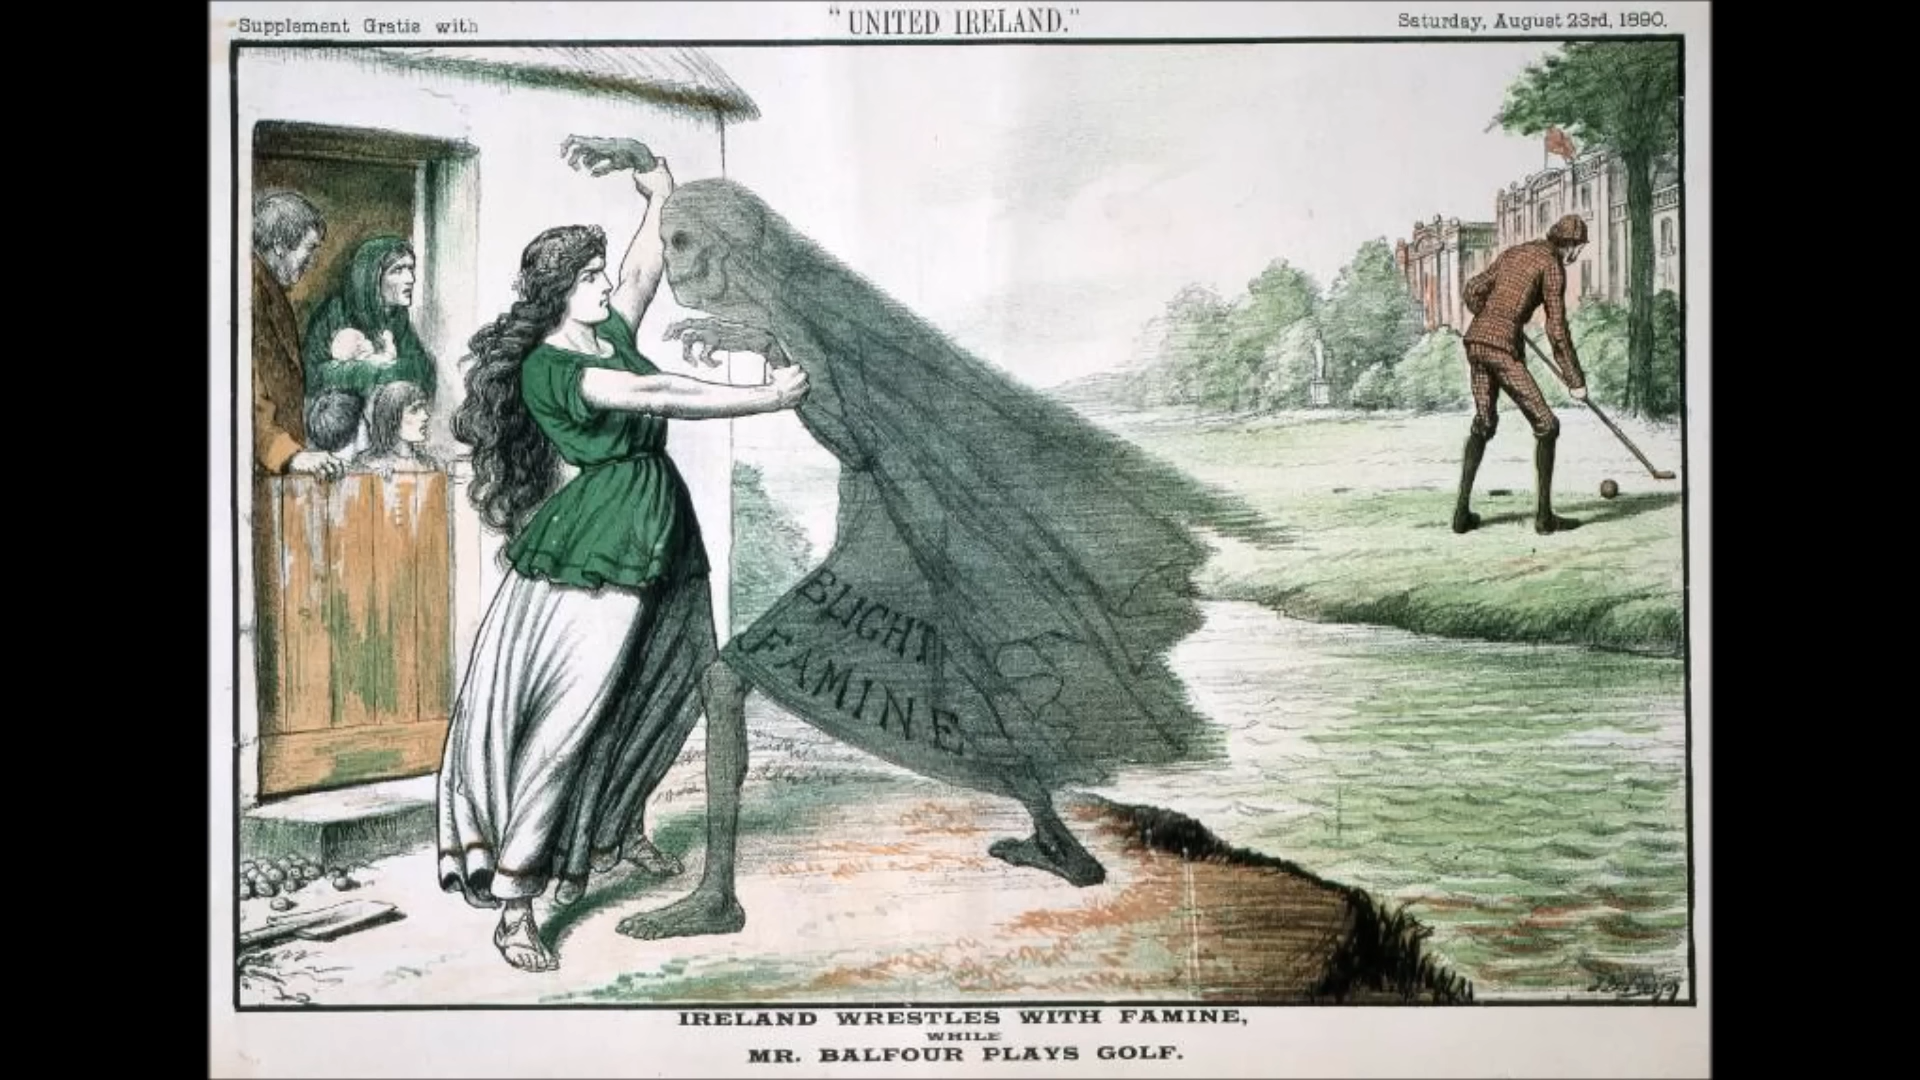 Supplement Gratis with
"UNITED IRELAND."
Saturday, August 23rd, 1890.
BLIGHT
FAMINE
IRELAND WRESTLES WITH FAMINE,
WHILE
MR. BALFOUR PLAYS GOLF.